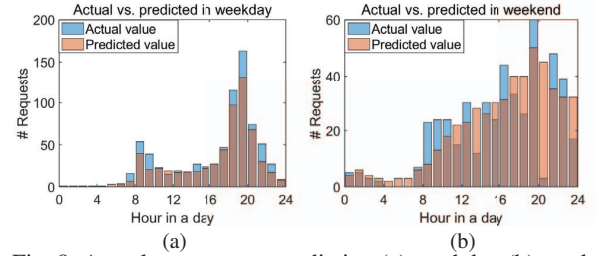 Actual vs. predicted in weekday
Actual value
Predicted value
# Requests
200
150
100
50
0
0 4 8 12 16 20 24
Hour in a day
(a)
Actual vs. predicted in weekend
Actual value
Predicted value
# Requests
60
40
20
0
0 4 8 12 16 20 24
Hour in a day
(b)